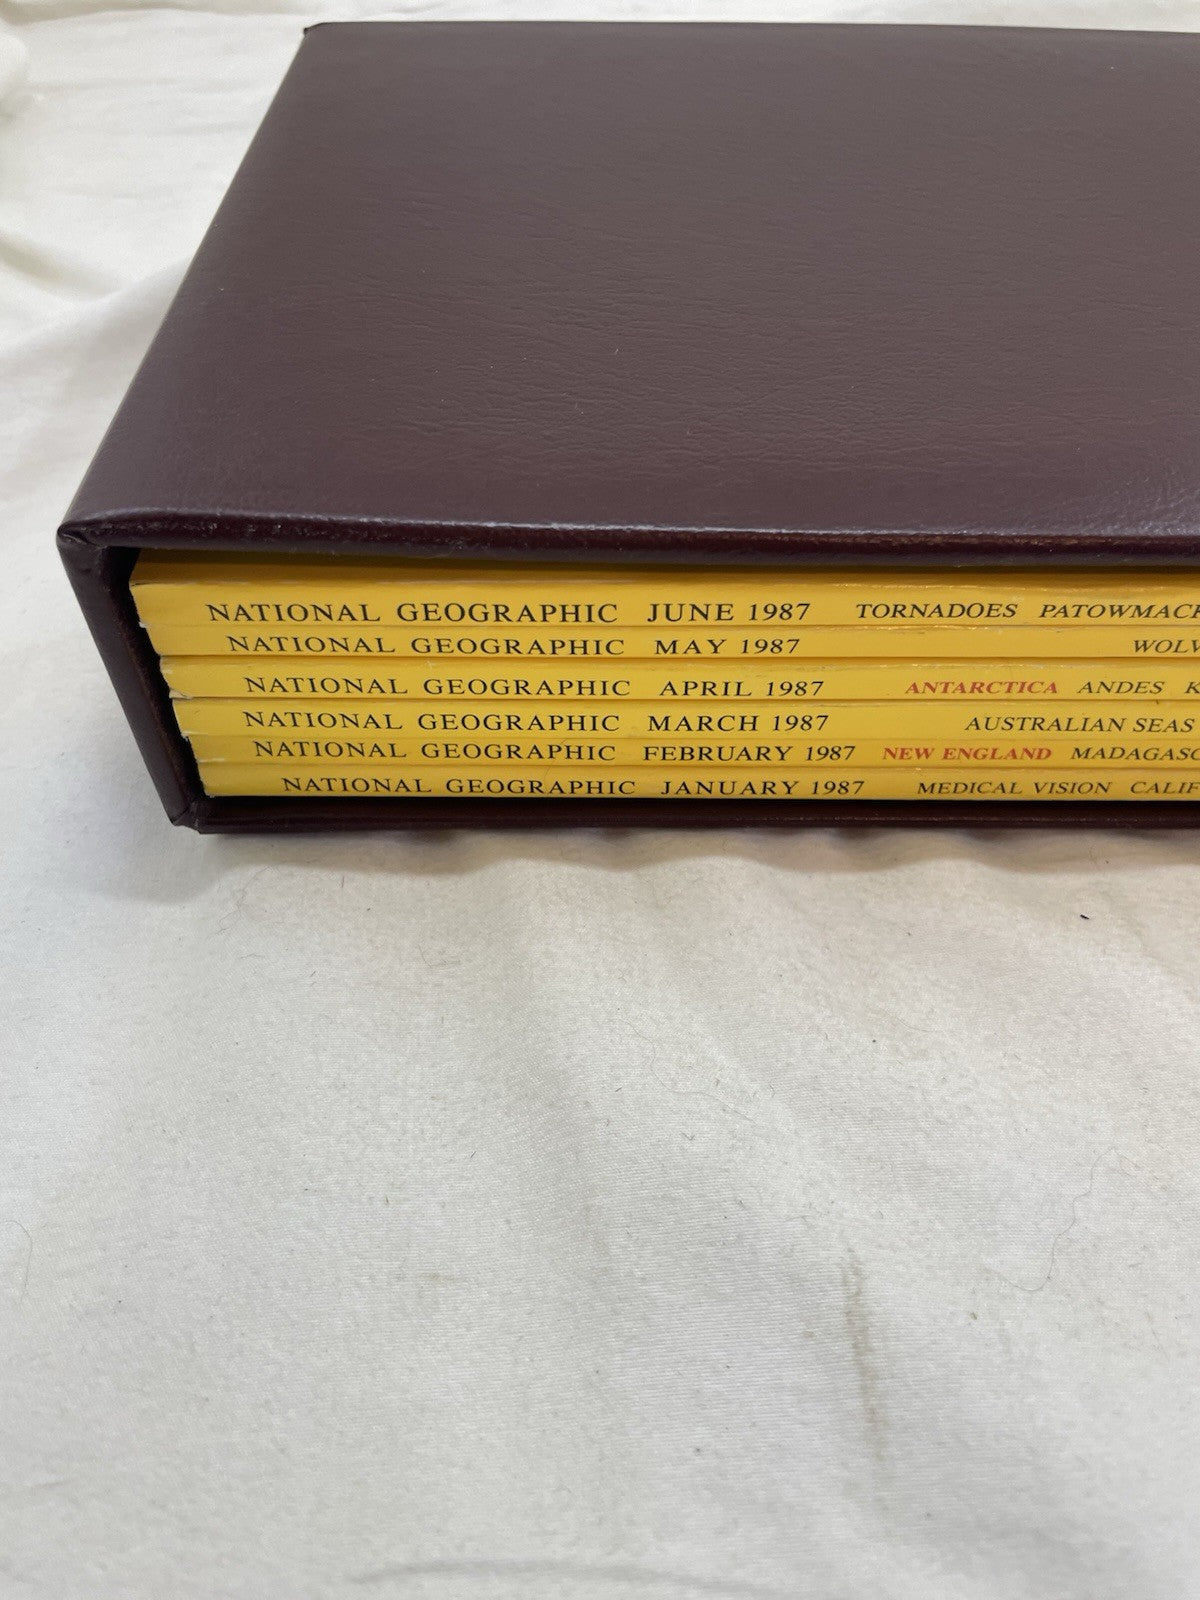 NATIONAL GEOGRAPHIC JUNE 1987 TORNADOES
NATIONAL GEOGRAPHIC MAY 1987
NATIONAL GEOGRAPHIC APRIL 1987 ANTARCTICA ANDES
NATIONAL GEOGRAPHIC MARCH 1987 AUSTRALIAN SEAS
NATIONAL GEOGRAPHIC FEBRUARY 1987 NEW ENGLAND
NATIONAL GEOGRAPHIC JANUARY 1987 MEDICAL VISION